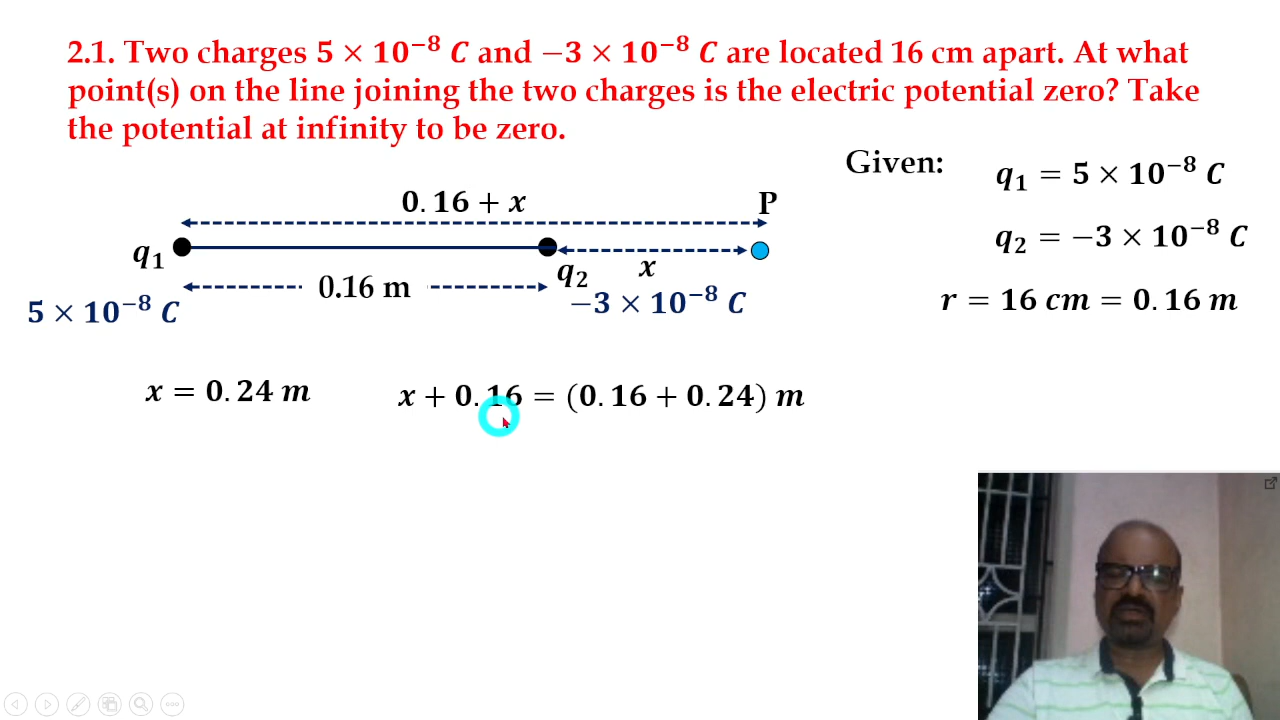 2.1. Two charges 5 × 10⁻⁸ C and −3 × 10⁻⁸ C are located 16 cm apart. At what
point(s) on the line joining the two charges is the electric potential zero? Take
the potential at infinity to be zero.
Given:
q₁ = 5 × 10⁻⁸ C
0.16 + x
P
q₁
q₂ = −3 × 10⁻⁸ C
0.16 m
q₂
x
5 × 10⁻⁸ C
−3 × 10⁻⁸ C
r = 16 cm = 0.16 m
x = 0.24 m
x + 0.16 = (0.16 + 0.24) m